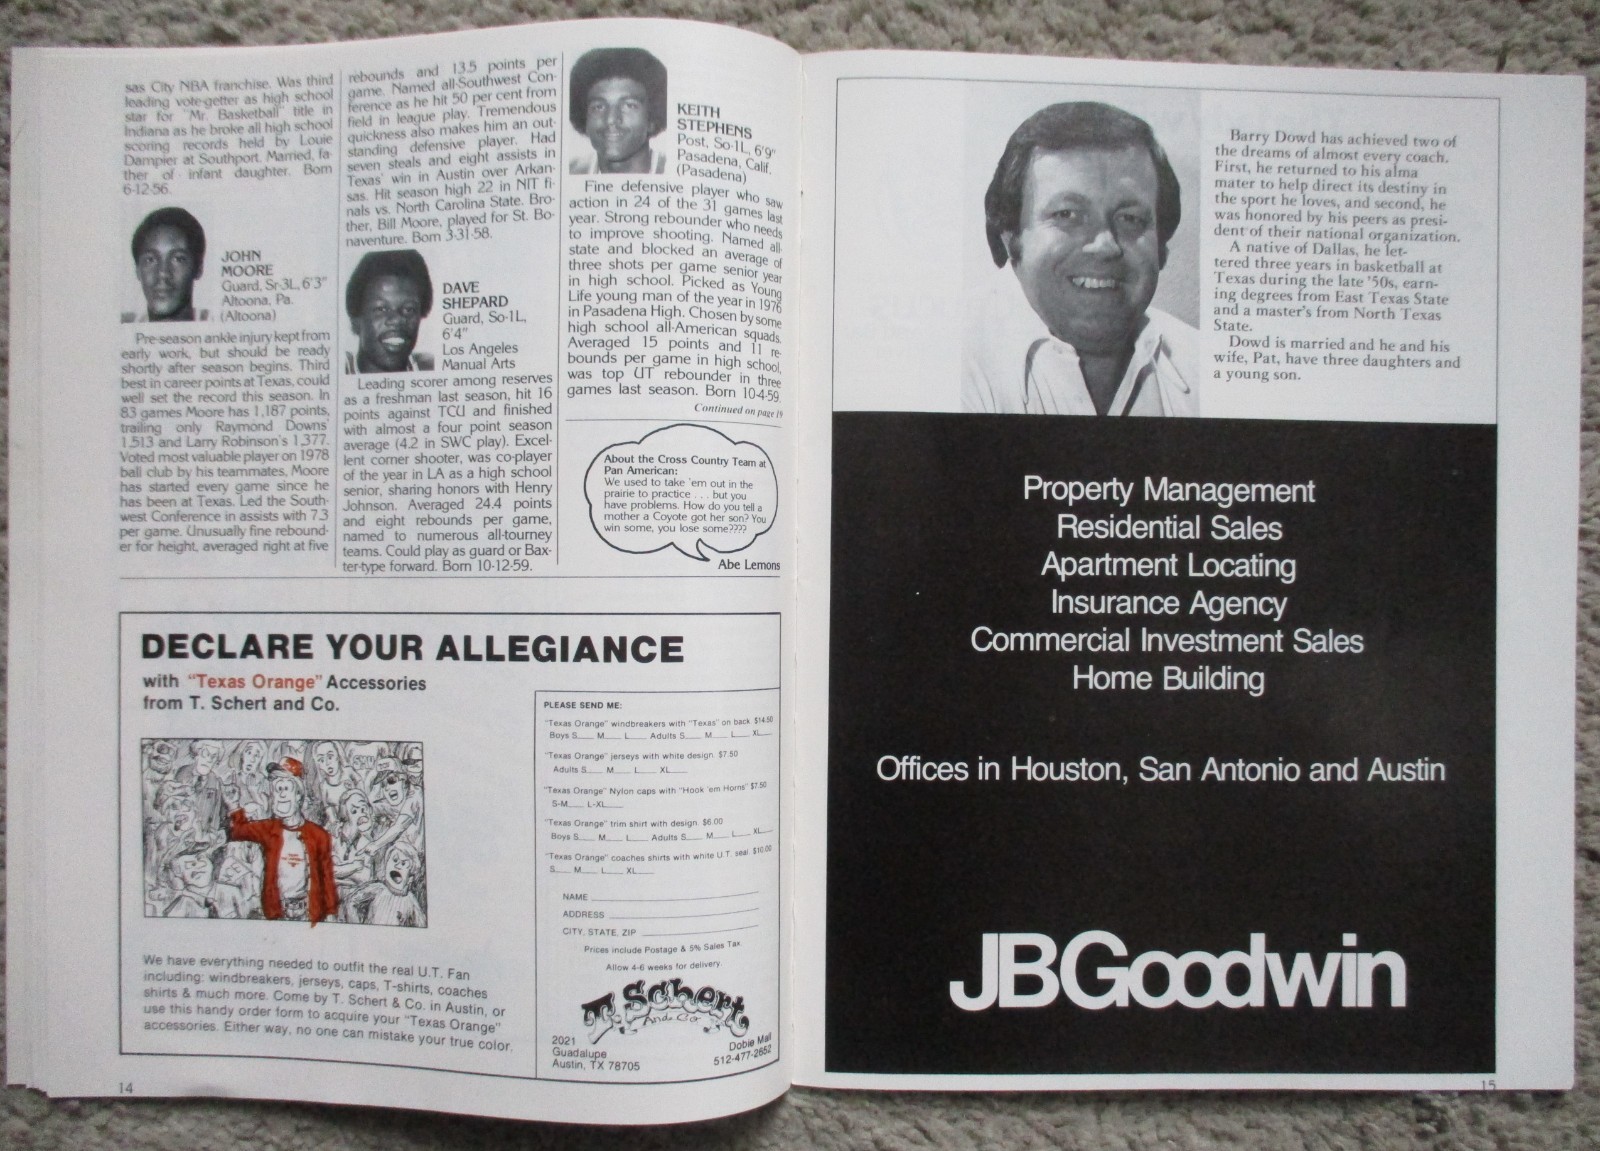 sas City NBA franchise. Was third
leading vote-getter as high school
star for "Mr. Basketball" title in
Indiana as he broke all high school
scoring records held by Louie
Dampier at Southport. Married, fa-
ther of infant daughter. Born
6-12-56.
JOHN
MOORE
Guard, Sr-3L, 6'3"
Altoona, Pa.
(Altoona)
Pre-season ankle injury kept from
early work, but should be ready
shortly after season begins. Third
best in career points at Texas, could
well set the record this season. In
83 games Moore has 1,187 points,
trailing only Raymond Downs'
1,513 and Larry Robinson's 1,377.
Voted most valuable player on 1978
ball club by his teammates, Moore
has started every game since he
has been at Texas. Led the South-
west Conference in assists with 7.3
per game. Unusually fine rebound-
er for height, averaged right at five
rebounds and 13.5 points per
game. Named all-Southwest Con-
ference as he hit 50 per cent from
field in league play. Tremendous
quickness also makes him an out-
standing defensive player. Had
seven steals and eight assists in
Texas' win in Austin over Arkan-
sas. Hit season high 22 in NIT fi-
nals vs. North Carolina State. Bro-
ther, Bill Moore, played for St. Bo-
naventure. Born 3-31-58.
DAVE
SHEPARD
Guard, So-1L,
6'4"
Los Angeles
Manual Arts
Leading scorer among reserves
as a freshman last season, hit 16
points against TCU and finished
with almost a four point season
average (4.2 in SWC play). Excel-
lent corner shooter, was co-player
of the year in LA as a high school
senior, sharing honors with Henry
Johnson. Averaged 24.4 points
and eight rebounds per game,
named to numerous all-tourney
teams. Could play as guard or Bax-
ter-type forward. Born 10-12-59.
KEITH
STEPHENS
Post, So-1L, 6'9"
Pasadena, Calif.
(Pasadena)
Fine defensive player who saw
action in 24 of the 31 games last
year. Strong rebounder who needs
to improve shooting. Named all-
state and blocked an average of
three shots per game senior year
in high school. Picked as Young
Life young man of the year in 1976
in Pasadena High. Chosen by some
high school all-American squads.
Averaged 15 points and 11 re-
bounds per game in high school,
was top UT rebounder in three
games last season. Born 10-4-59.
Continued on page 19
About the Cross Country Team at
Pan American:
We used to take 'em out in the
prairie to practice . . . but you
have problems. How do you tell a
mother a Coyote got her son? You
win some, you lose some????
Abe Lemons
DECLARE YOUR ALLEGIANCE
with "Texas Orange" Accessories
from T. Schert and Co.
We have everything needed to outfit the real U.T. Fan
including: windbreakers, jerseys, caps, T-shirts, coaches
shirts & much more. Come by T. Schert & Co. in Austin, or
use this handy order form to acquire your "Texas Orange"
accessories. Either way, no one can mistake your true color.
PLEASE SEND ME:
"Texas Orange" windbreakers with "Texas" on back. $14.50
Boys S___ M___ L___ Adults S___ M___ L___ XL___
"Texas Orange" jerseys with white design. $7.50
Adults S___ M___ L___ XL___
"Texas Orange" Nylon caps with "Hook 'em Horns" $7.50
S-M___ L-XL___
"Texas Orange" trim shirt with design. $6.00
Boys S___ M___ L___ Adults S___ M___ L___ XL___
"Texas Orange" coaches shirts with white U.T. seal. $10.00
S___ M___ L___ XL___
NAME
ADDRESS
CITY, STATE, ZIP
Prices include Postage & 5% Sales Tax.
Allow 4-6 weeks for delivery.
T. Schert
And Co.
2021
Guadalupe
Austin, TX 78705
Dobie Mall
512-477-2652
14
Barry Dowd has achieved two of
the dreams of almost every coach.
First, he returned to his alma
mater to help direct its destiny in
the sport he loves, and second, he
was honored by his peers as presi-
dent of their national organization.
A native of Dallas, he let-
tered three years in basketball at
Texas during the late '50s, earn-
ing degrees from East Texas State
and a master's from North Texas
State.
Dowd is married and he and his
wife, Pat, have three daughters and
a young son.
Property Management
Residential Sales
Apartment Locating
Insurance Agency
Commercial Investment Sales
Home Building
Offices in Houston, San Antonio and Austin
JBGoodwin
15